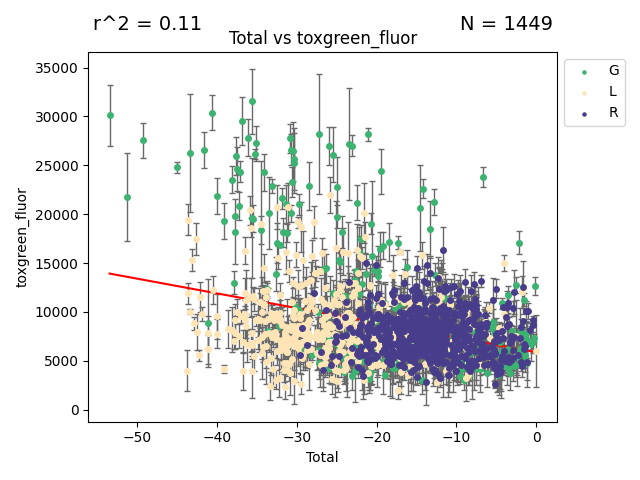 r^2 = 0.11
N = 1449
Total vs toxgreen_fluor
G
L
R
35000
30000
25000
20000
15000
10000
5000
0
toxgreen_fluor
−50
−40
−30
−20
−10
0
Total